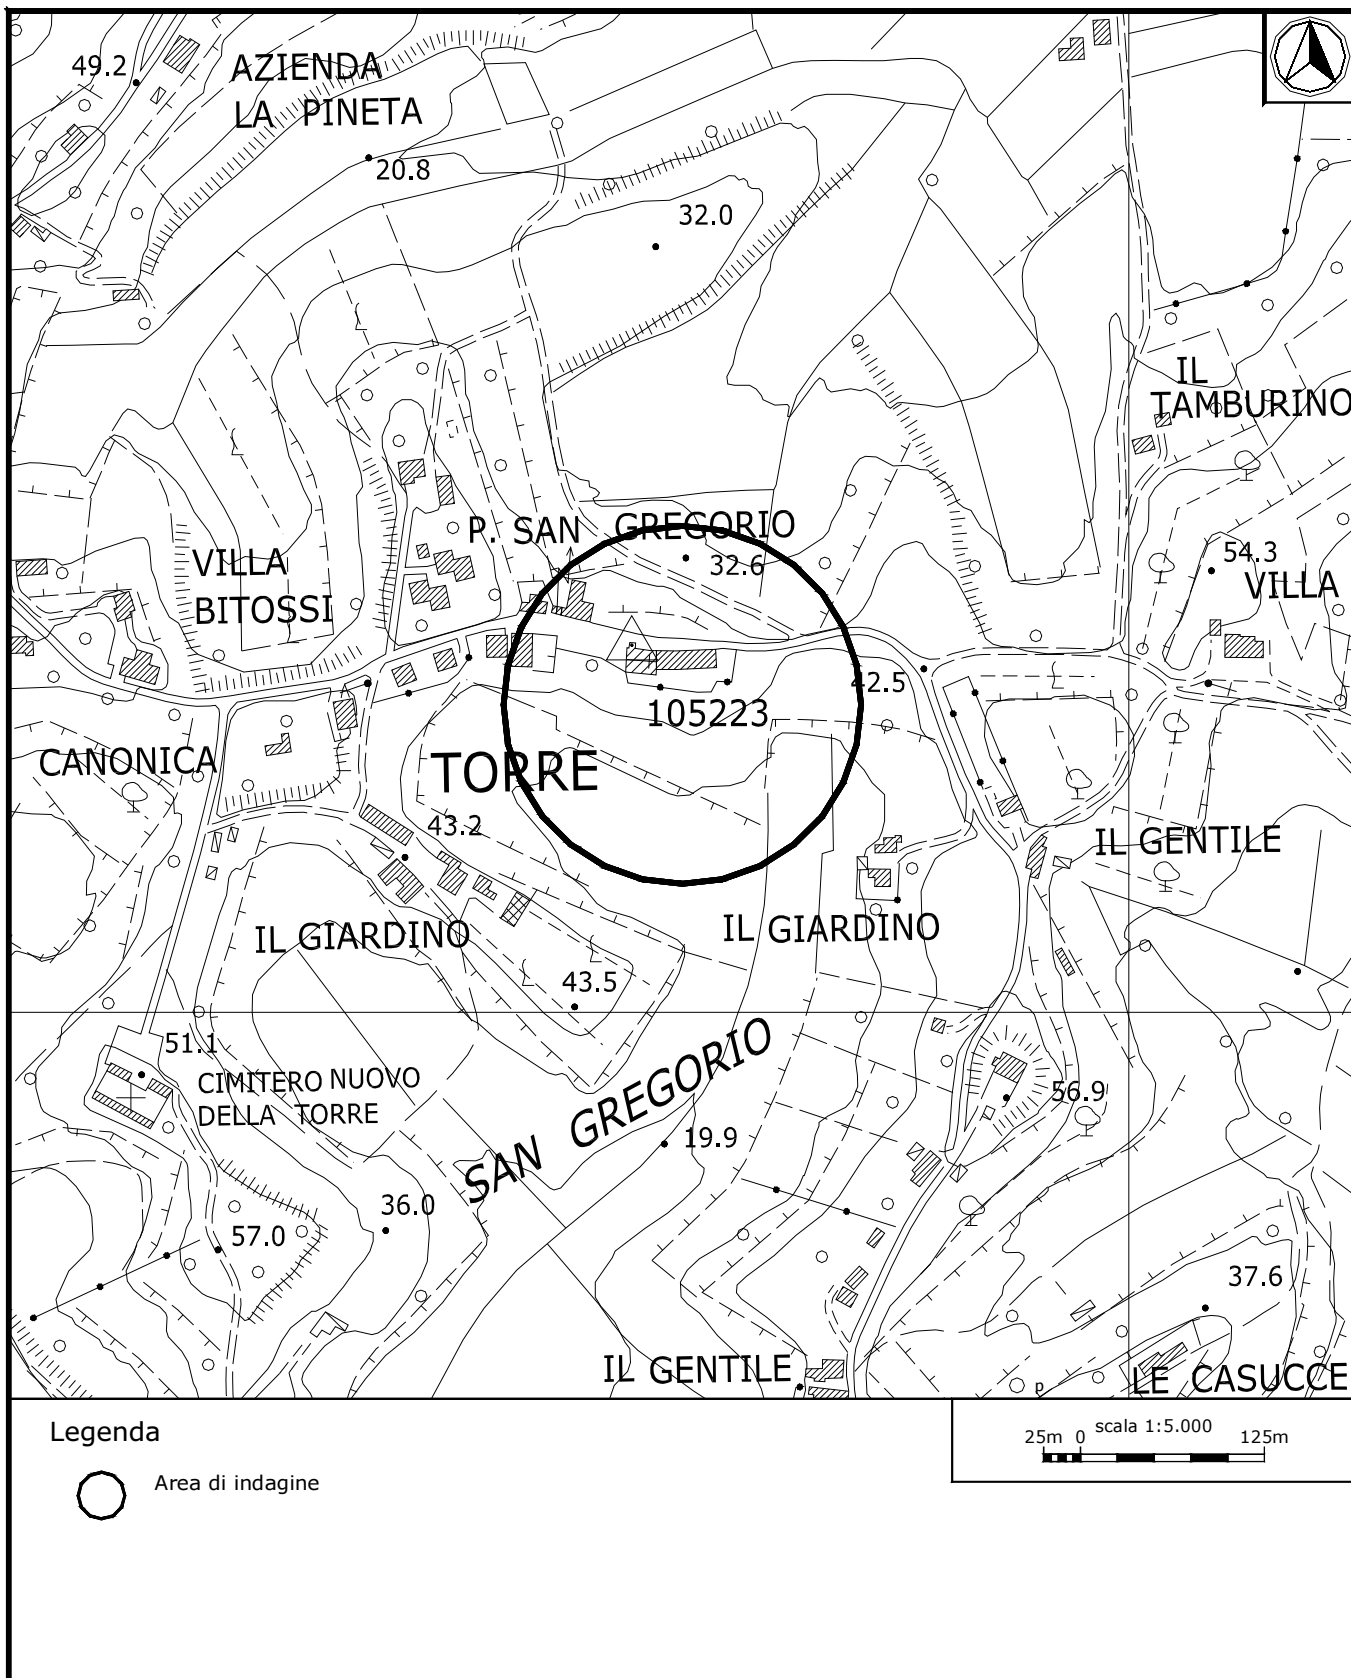 49.2
AZIENDA
LA PINETA
20.8
32.0
IL
TAMBURINO
P. SAN GREGORIO
32.6
54.3
VILLA
BITOSSI
VILLA
42.5
105223
CANONICA
TORRE
43.2
IL GENTILE
IL GIARDINO
IL GIARDINO
43.5
51.1
CIMITERO NUOVO
DELLA TORRE
SAN GREGORIO
56.9
19.9
36.0
57.0
37.6
IL GENTILE
p
LE CASUCCE
Legenda
Area di indagine
scala 1:5.000
25m 0 125m